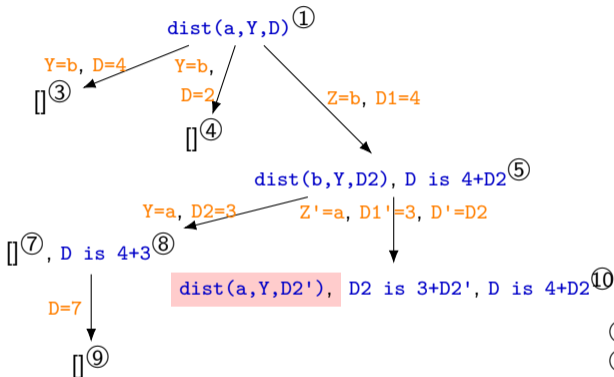 dist(a,Y,D)①
Y=b, D=4
Y=b,
D=2
Z=b, D1=4
[]③
[]④
dist(b,Y,D2), D is 4+D2⑤
Y=a, D2=3
Z'=a, D1'=3, D'=D2
[]⑦, D is 4+3⑧
dist(a,Y,D2'), D2 is 3+D2', D is 4+D2⑩
D=7
[]⑨